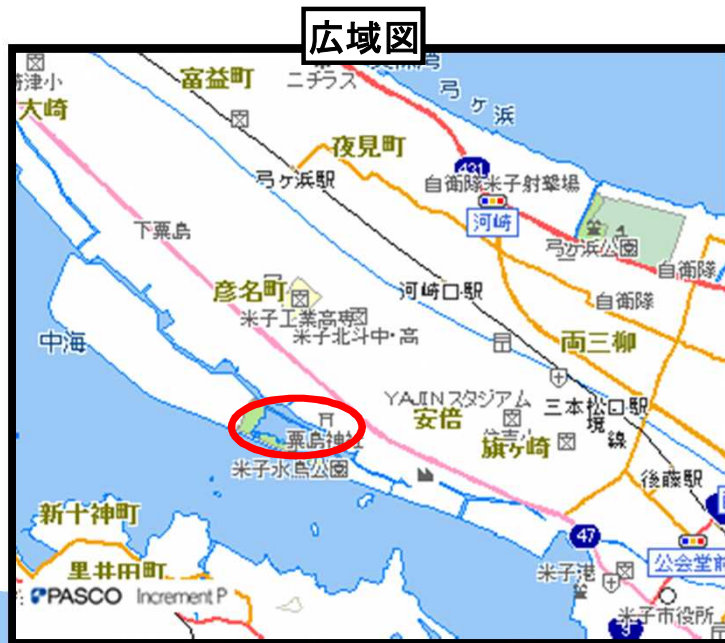 広域図
富益町
ニチラス
弓ヶ浜
大崎
夜見町
431
弓ヶ浜駅
自衛隊米子射撃場
河崎
下粟島
弓ヶ浜公園
自衛隊
彦名町
河崎口駅
自衛隊
米子工業高専
米子北斗中・高
両三柳
中海
YAJINスタジアム
三本松口駅
安倍
境線
粟島神社
旗ヶ崎
米子水鳥公園
後藤駅
新十神町
47
公会堂前
米子港
米子市役所
PASCO Increment P
9